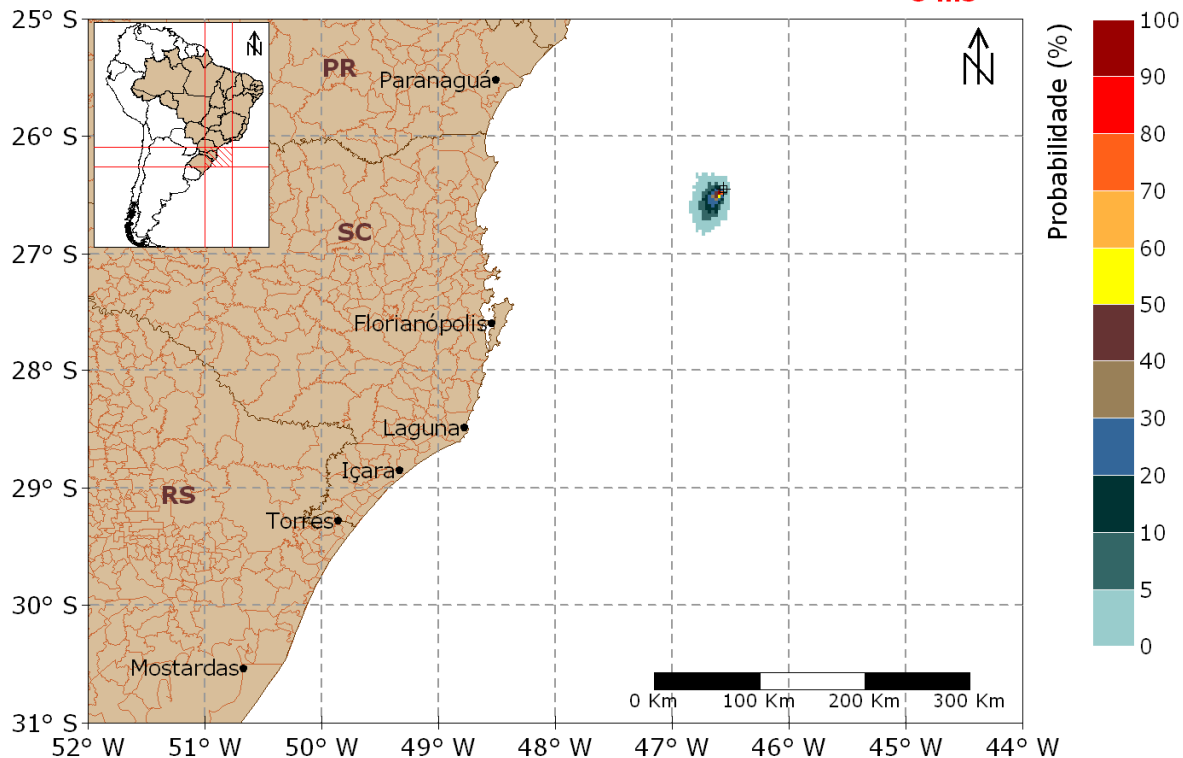 25° S
26° S
27° S
28° S
29° S
30° S
31° S
52° W
51° W
50° W
49° W
48° W
47° W
46° W
45° W
44° W
N
N
PR
Paranaguá
SC
Florianópolis
Laguna
Içara
RS
Torres
Mostardas
0 Km
100 Km
200 Km
300 Km
Probabilidade (%)
100
90
80
70
60
50
40
30
20
10
5
0